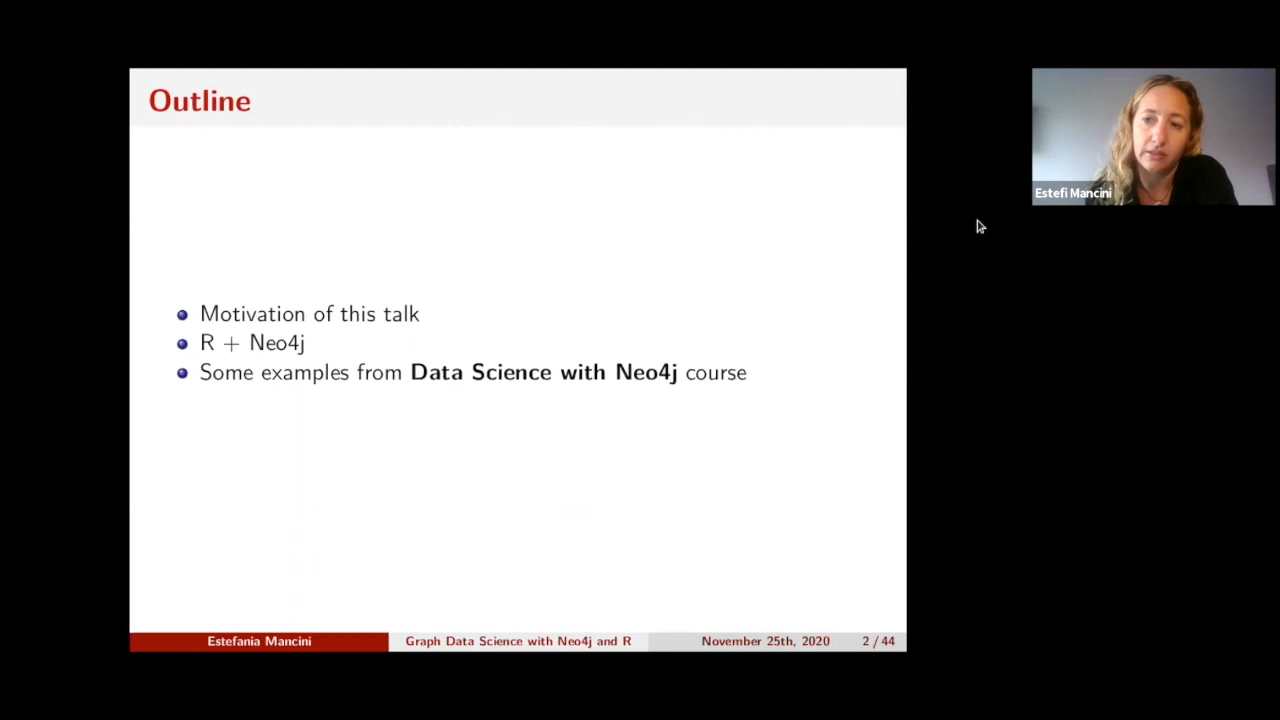 Outline
Motivation of this talk
R + Neo4j
Some examples from Data Science with Neo4j course
Estefi Mancini
Estefania Mancini
Graph Data Science with Neo4j and R
November 25th, 2020
2 / 44